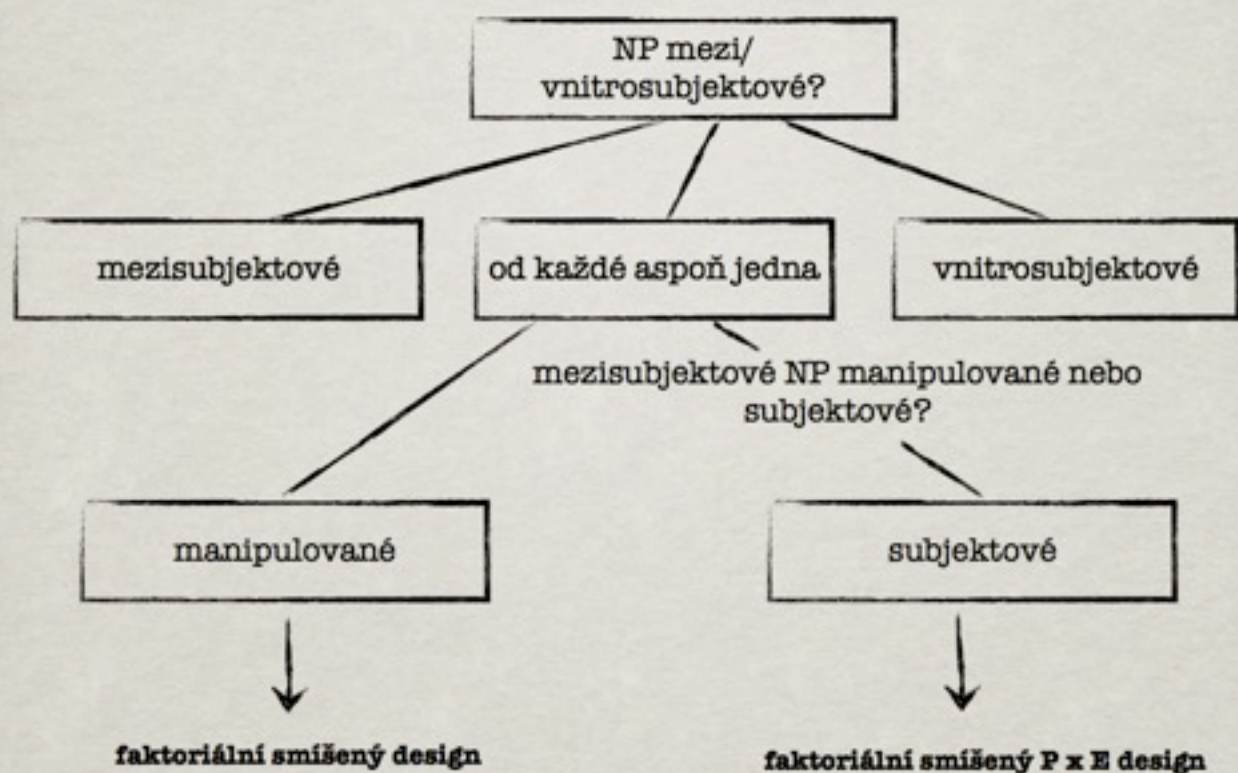 NP mezi/
vnitrosubjektové?
mezisubjektové
od každé aspoň jedna
vnitrosubjektové
mezisubjektové NP manipulované nebo
subjektové?
manipulované
subjektové
faktoriální smíšený design
faktoriální smíšený P x E design